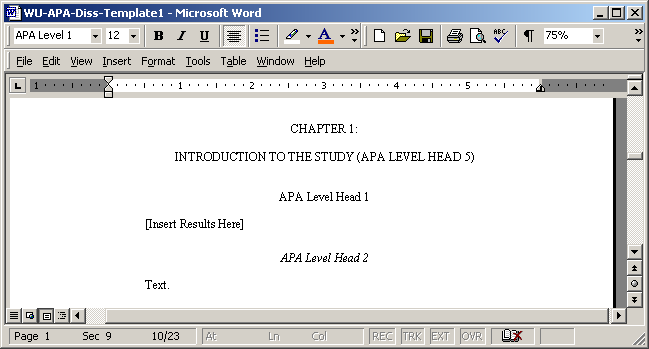 WU-APA-Diss-Template1 - Microsoft Word
APA Level 1 12 A ABC ¶ 75%
File Edit View Insert Format Tools Table Window Help
1 1 2 3 4 5
CHAPTER 1:
INTRODUCTION TO THE STUDY (APA LEVEL HEAD 5)
APA Level Head 1
[Insert Results Here]
APA Level Head 2
Text.
Page 1 Sec 9 10/23 At Ln Col REC TRK EXT OVR